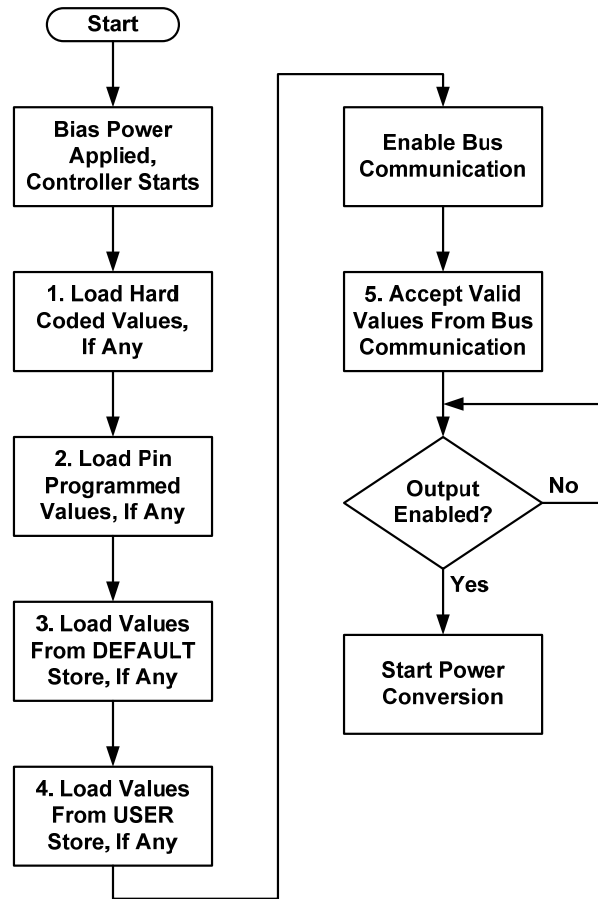 Start
Bias Power
Applied,
Controller Starts
1. Load Hard
Coded Values,
If Any
2. Load Pin
Programmed
Values, If Any
3. Load Values
From DEFAULT
Store, If Any
4. Load Values
From USER
Store, If Any
Enable Bus
Communication
5. Accept Valid
Values From Bus
Communication
Output
Enabled?
No
Yes
Start Power
Conversion